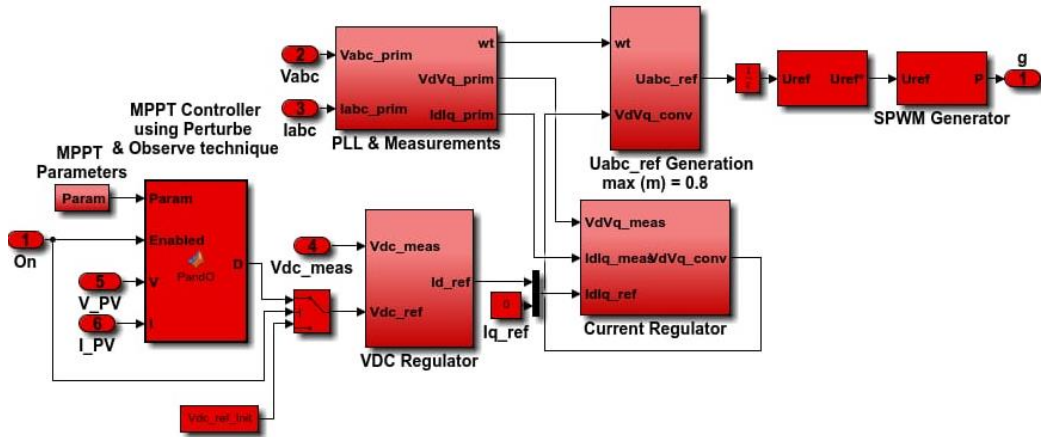 2
Vabc
3
Iabc
Vabc_prim
Iabc_prim
wt
VdVq_prim
IdIq_prim
PLL & Measurements
wt
VdVq_conv
Uabc_ref
Uabc_ref Generation
max (m) = 0.8
Uref
Uref*
Uref
P
SPWM Generator
g
1
MPPT Controller
using Perturbe
& Observe technique
MPPT
Parameters
Param
1
On
5
V_PV
6
I_PV
Param
Enabled
V
I
D
PandO
4
Vdc_meas
Vdc_ref_Init
Vdc_meas
Vdc_ref
Id_ref
VDC Regulator
0
Iq_ref
VdVq_meas
IdIq_meas
IdIq_ref
VdVq_conv
Current Regulator